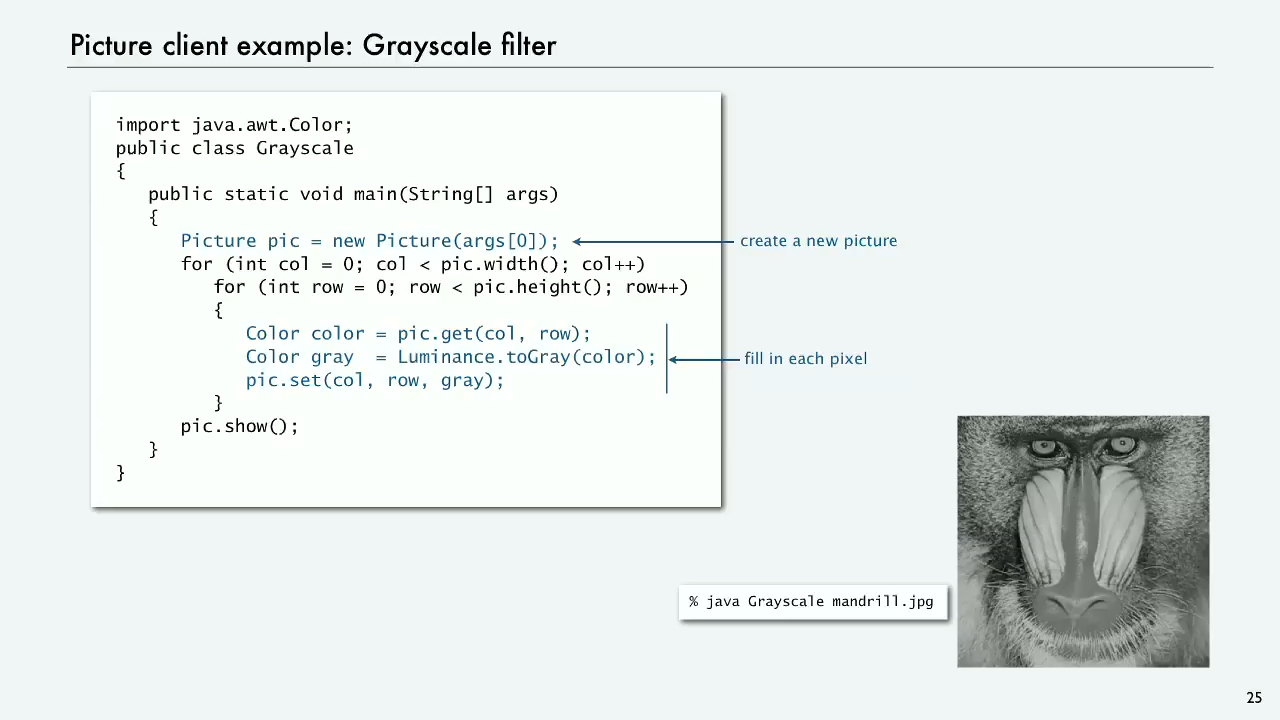 Picture client example: Grayscale filter
import java.awt.Color;
public class Grayscale
{
   public static void main(String[] args)
   {
      Picture pic = new Picture(args[0]);
create a new picture
      for (int col = 0; col < pic.width(); col++)
         for (int row = 0; row < pic.height(); row++)
         {
            Color color = pic.get(col, row);
            Color gray  = Luminance.toGray(color);
            pic.set(col, row, gray);
fill in each pixel
         }
      pic.show();
   }
}
% java Grayscale mandrill.jpg
25